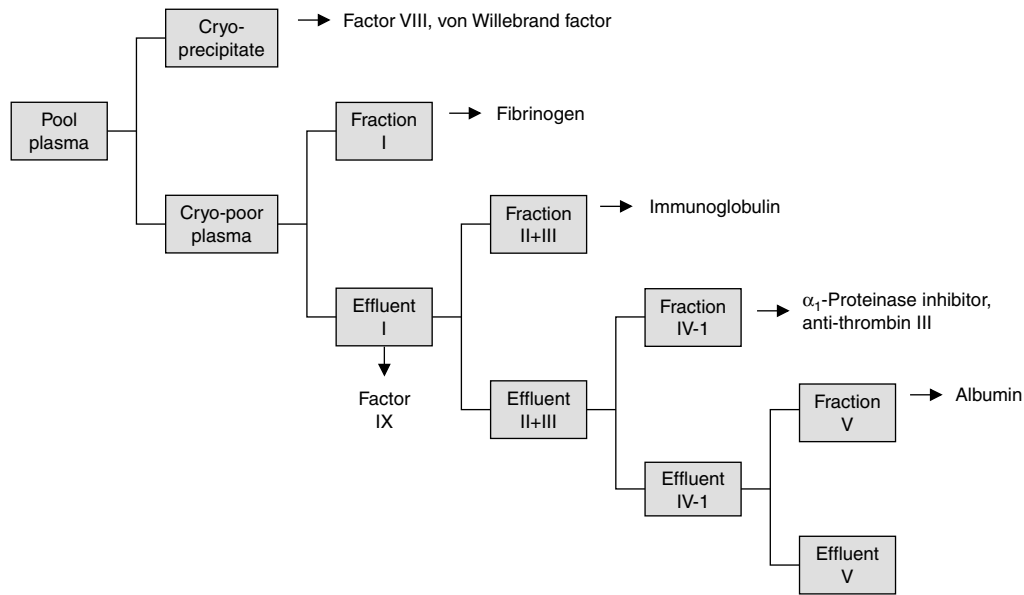 Cryo-
precipitate
Factor VIII, von Willebrand factor
Pool
plasma
Fraction
I
Fibrinogen
Cryo-poor
plasma
Fraction
II+III
Immunoglobulin
Effluent
I
Fraction
IV-1
α₁-Proteinase inhibitor,
anti-thrombin III
Factor
IX
Effluent
II+III
Fraction
V
Albumin
Effluent
IV-1
Effluent
V